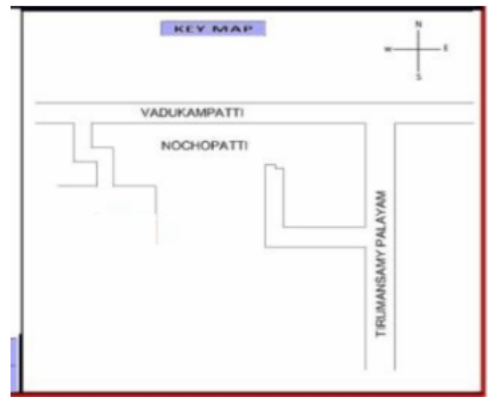 KEY MAP
N
W
E
S
VADUKAMPATTI
NOCHOPATTI
TIRUMANSAMY PALAYAM